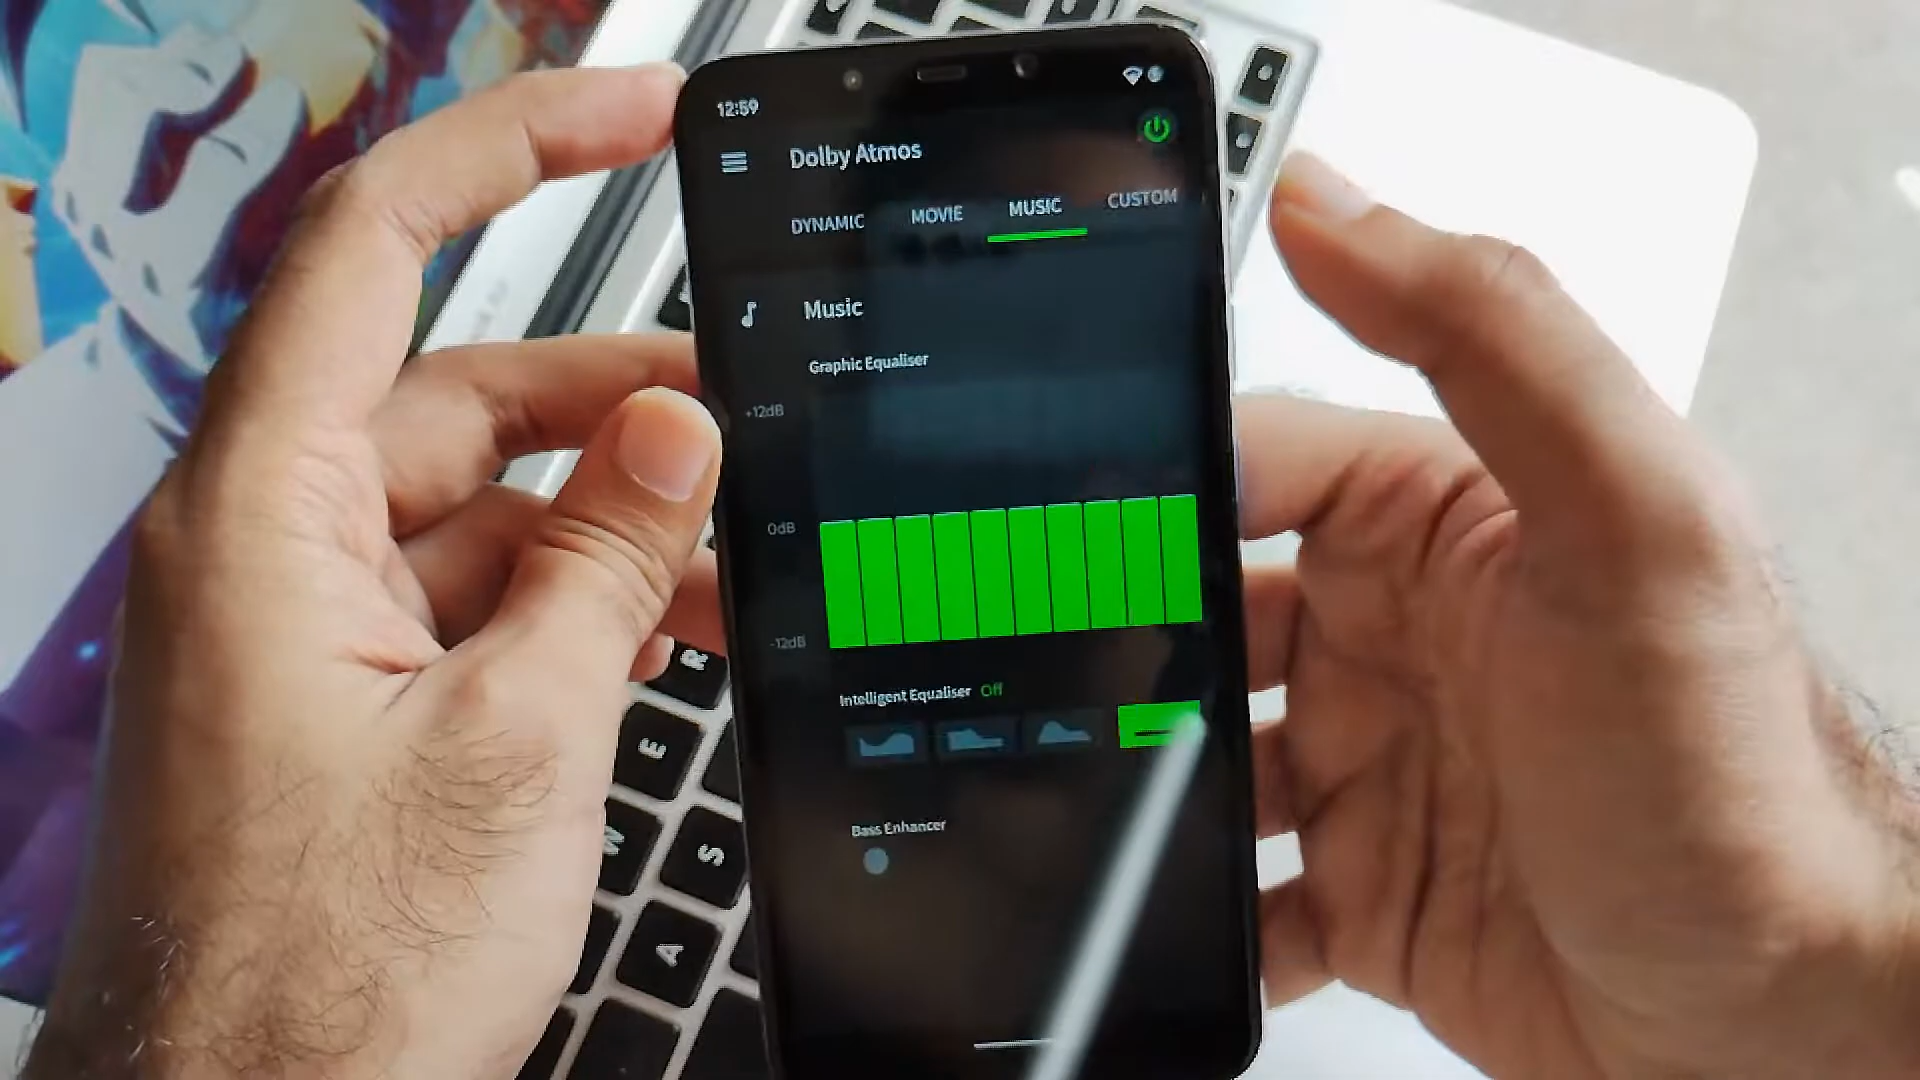 12:59
Dolby Atmos
DYNAMIC MOVIE MUSIC CUSTOM
Music
Graphic Equaliser
+12dB
0dB
-12dB
Intelligent Equaliser Off
Bass Enhancer
R
E
W
S
A